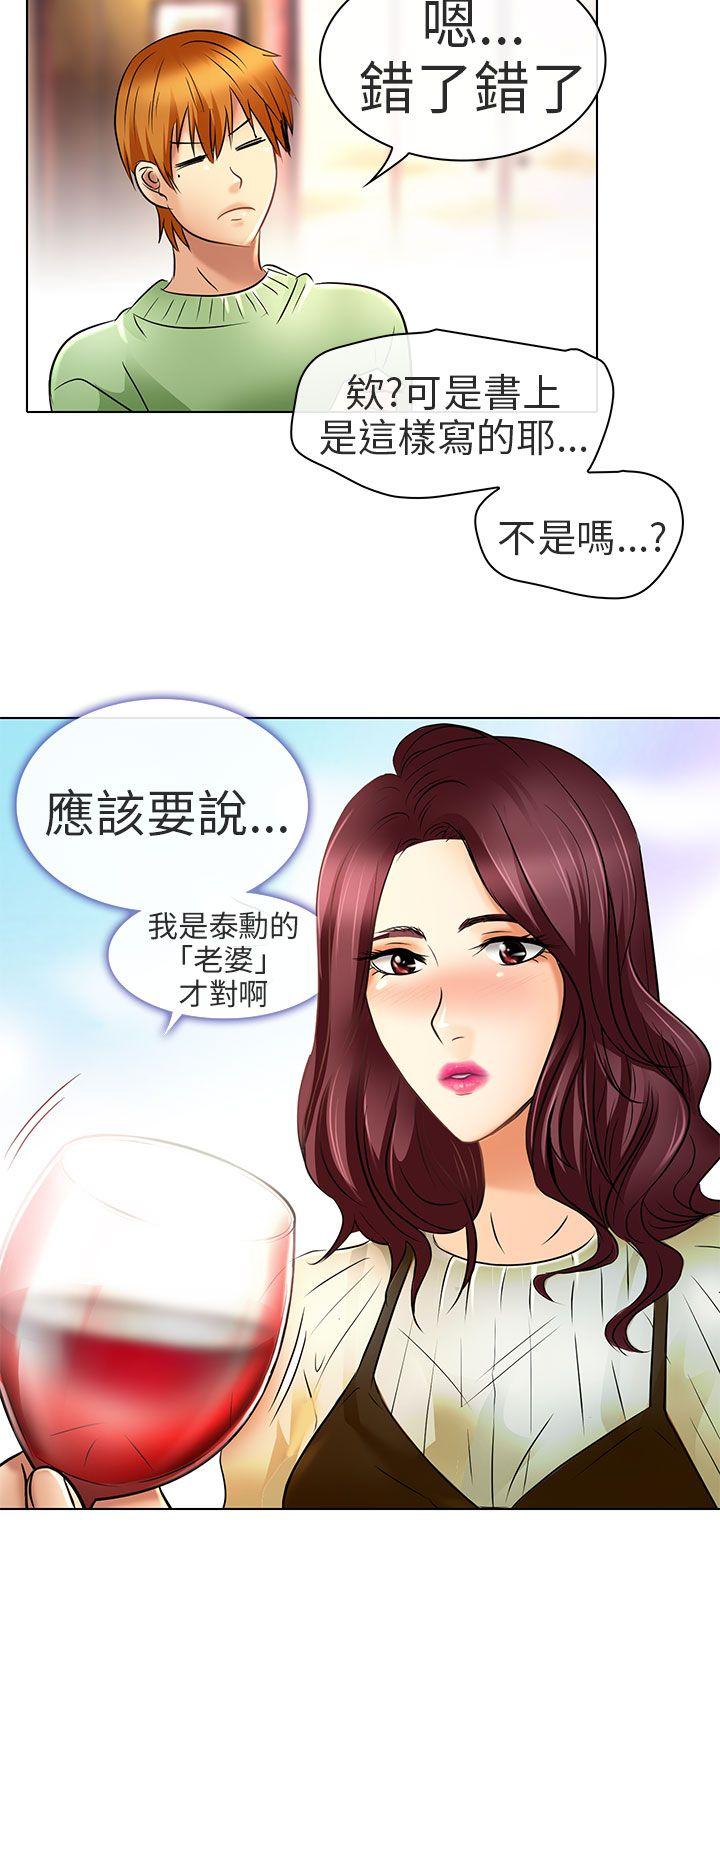 嗯...
錯了錯了
欸?可是書上
是這樣寫的耶...
不是嗎...?
應該要說...
我是泰勳的
「老婆」
才對啊